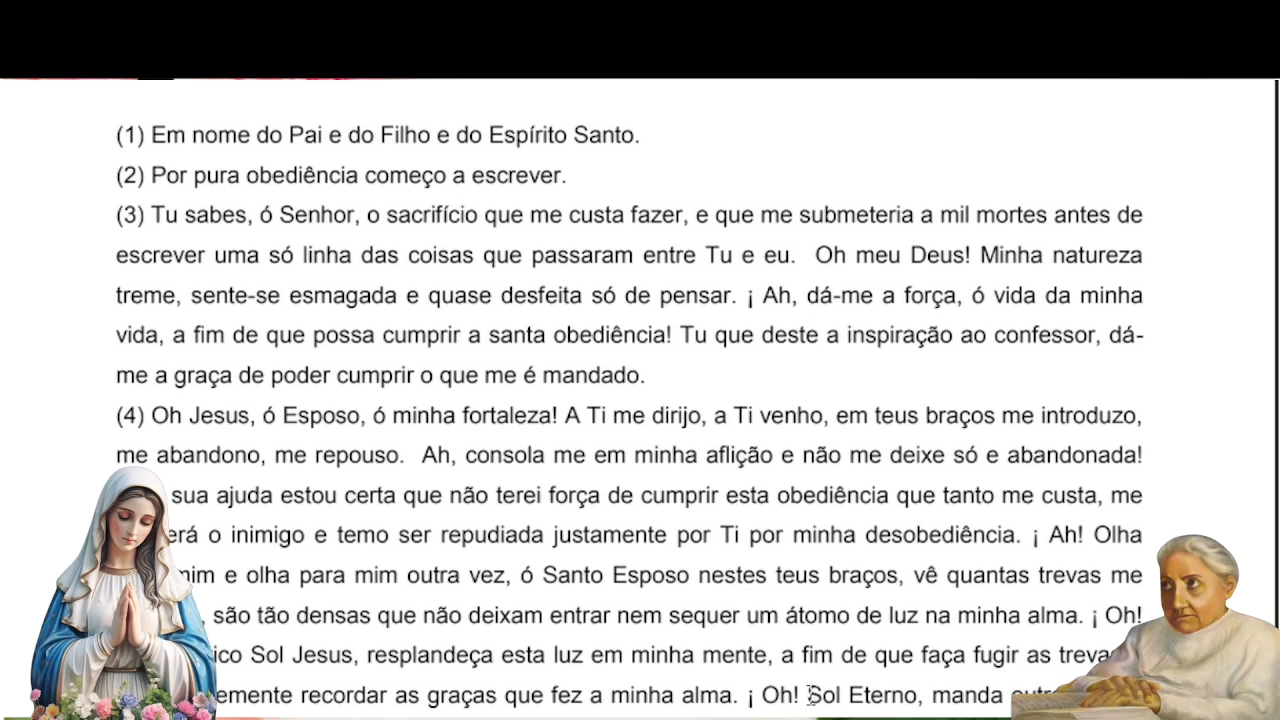 (1) Em nome do Pai e do Filho e do Espírito Santo.
(2) Por pura obediência começo a escrever.
(3) Tu sabes, ó Senhor, o sacrifício que me custa fazer, e que me submeteria a mil mortes antes de
escrever uma só linha das coisas que passaram entre Tu e eu. Oh meu Deus! Minha natureza
treme, sente-se esmagada e quase desfeita só de pensar. ¡ Ah, dá-me a força, ó vida da minha
vida, a fim de que possa cumprir a santa obediência! Tu que deste a inspiração ao confessor, dá-
me a graça de poder cumprir o que me é mandado.
(4) Oh Jesus, ó Esposo, ó minha fortaleza! A Ti me dirijo, a Ti venho, em teus braços me introduzo,
me abandono, me repouso. Ah, consola me em minha aflição e não me deixe só e abandonada!
sua ajuda estou certa que não terei força de cumprir esta obediência que tanto me custa, me
o inimigo e temo ser repudiada justamente por Ti por minha desobediência. ¡ Ah! Olha
e olha para mim outra vez, ó Santo Esposo nestes teus braços, vê quantas trevas me
são tão densas que não deixam entrar nem sequer um átomo de luz na minha alma. ¡ Oh!
Sol Jesus, resplandeça esta luz em minha mente, a fim de que faça fugir as
recordar as graças que fez a minha alma. ¡ Oh! Sol Eterno, manda